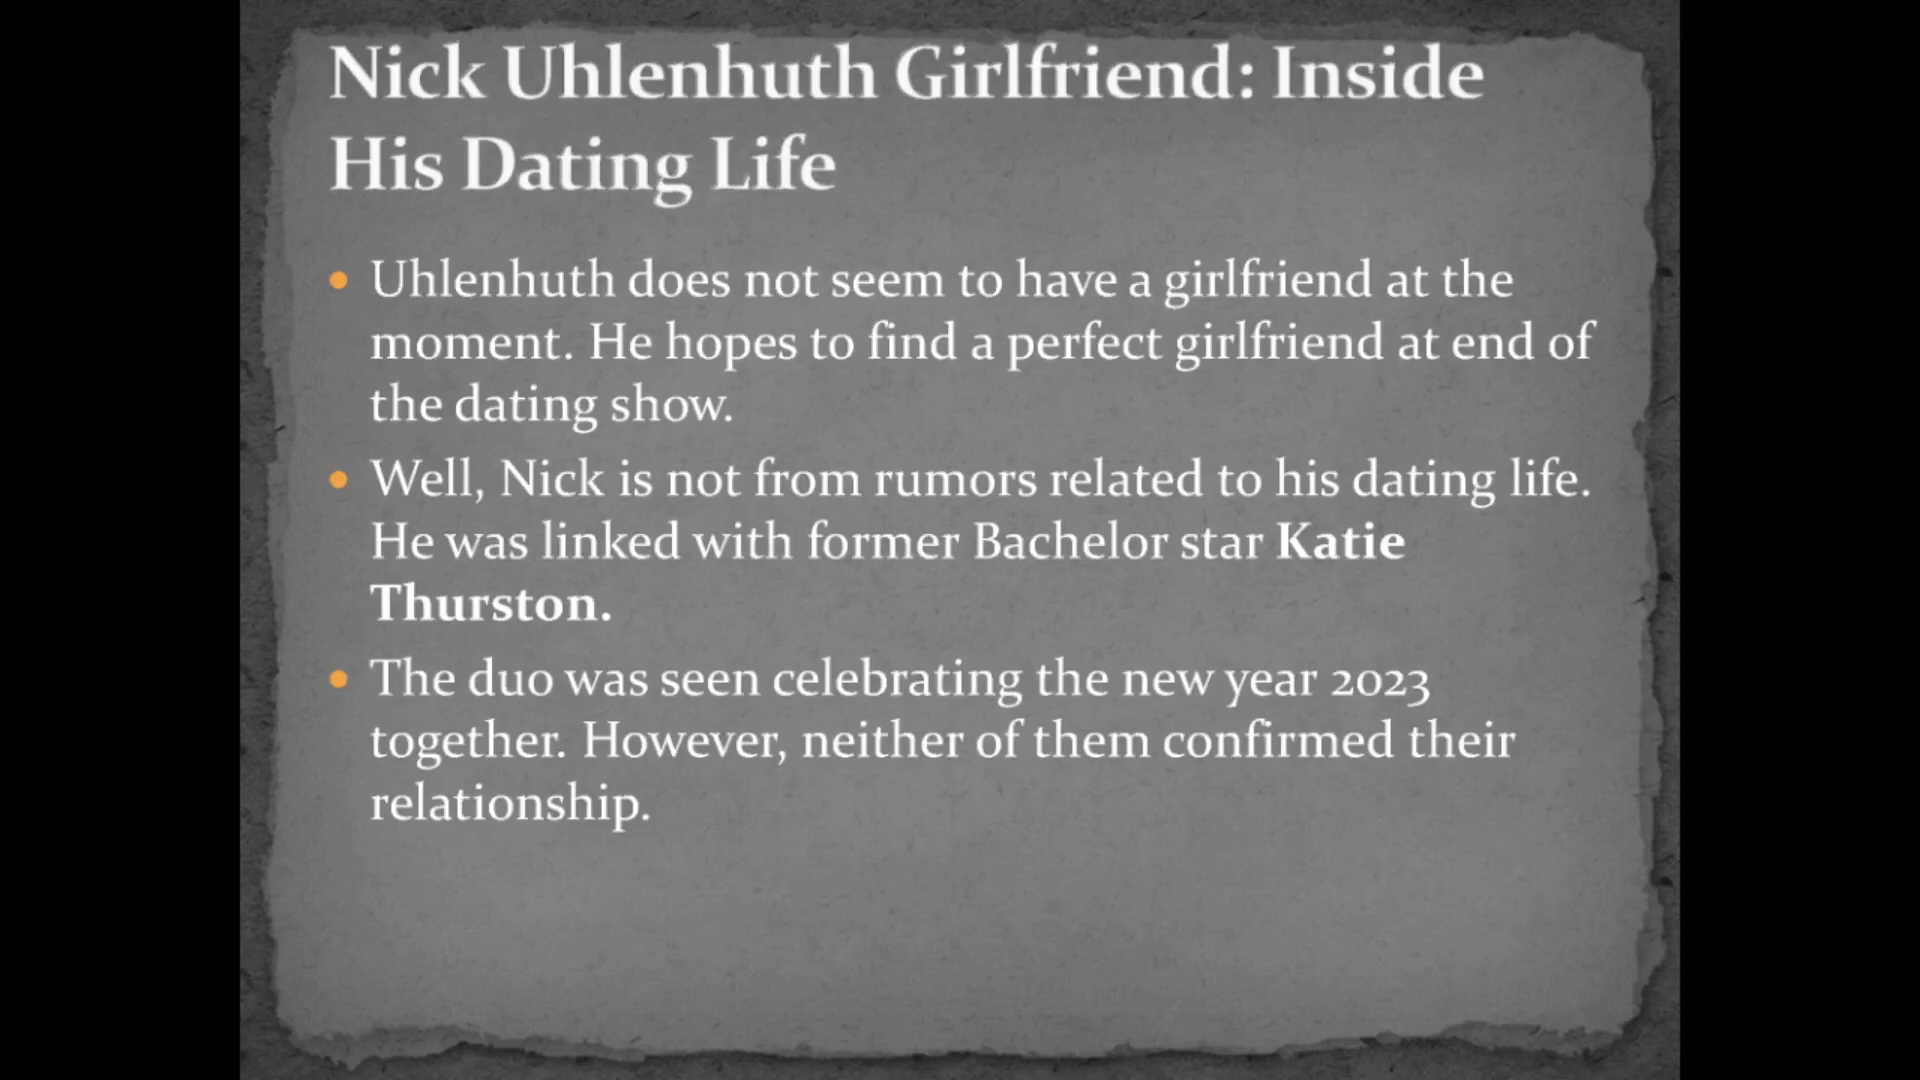 Nick Uhlenhuth Girlfriend: Inside
His Dating Life
• Uhlenhuth does not seem to have a girlfriend at the
moment. He hopes to find a perfect girlfriend at end of
the dating show.
• Well, Nick is not from rumors related to his dating life.
He was linked with former Bachelor star Katie
Thurston.
• The duo was seen celebrating the new year 2023
together. However, neither of them confirmed their
relationship.